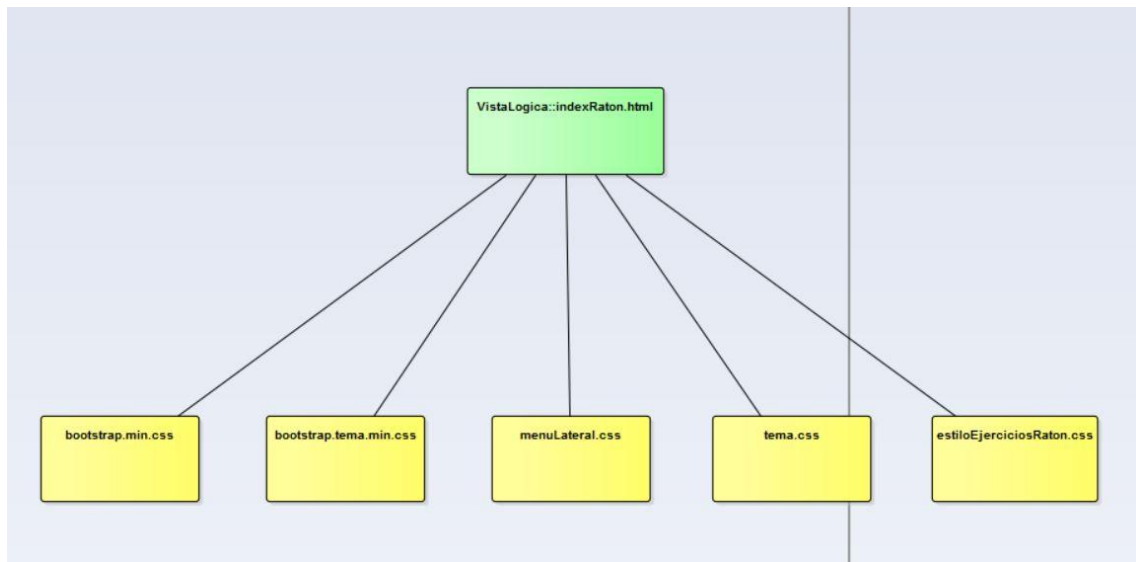 VistaLogica::indexRaton.html
bootstrap.min.css
bootstrap.tema.min.css
menuLateral.css
tema.css
estiloEjerciciosRaton.css